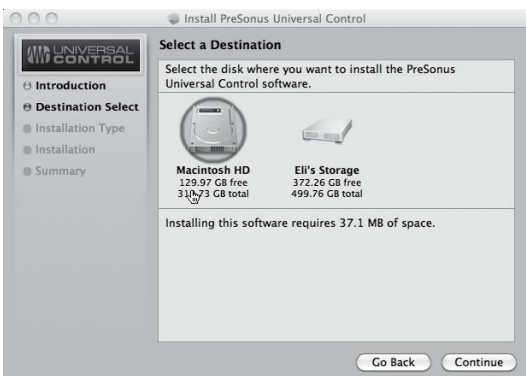 Install PreSonus Universal Control
UNIVERSAL
CONTROL
Introduction
Destination Select
Installation Type
Installation
Summary
Select a Destination
Select the disk where you want to install the PreSonus
Universal Control software.
Macintosh HD
129.97 GB free
GB total
Eli's Storage
372.26 GB free
499.76 GB total
Installing this software requires 37.1 MB of space.
Go Back
Continue